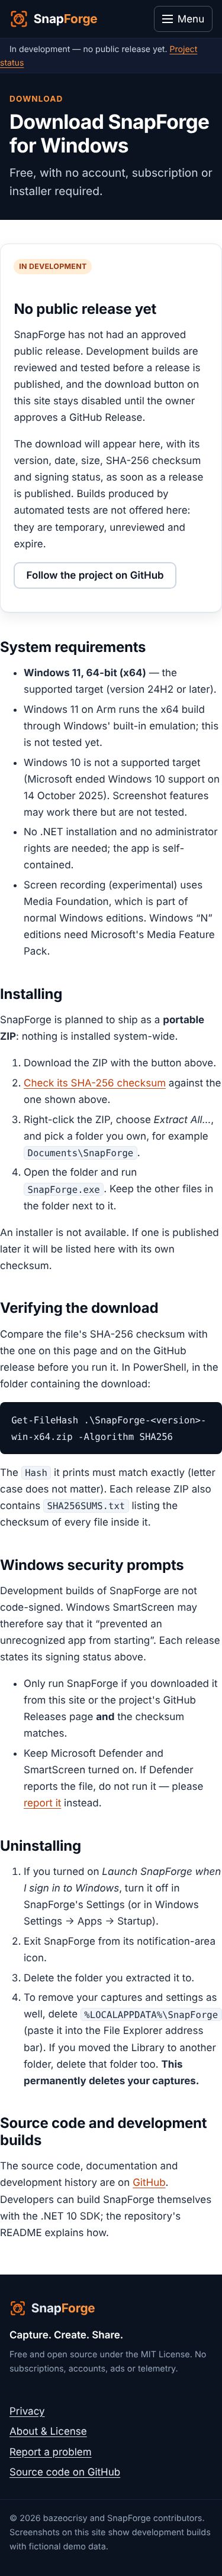 SnapForge
Menu
In development — no public release yet. Project
status
DOWNLOAD
Download SnapForge
for Windows
Free, with no account, subscription or
installer required.
IN DEVELOPMENT
No public release yet
SnapForge has not had an approved
public release. Development builds are
reviewed and tested before a release is
published, and the download button on
this site stays disabled until the owner
approves a GitHub Release.
The download will appear here, with its
version, date, size, SHA-256 checksum
and signing status, as soon as a release
is published. Builds produced by
automated tests are not offered here:
they are temporary, unreviewed and
expire.
Follow the project on GitHub
System requirements
• Windows 11, 64-bit (x64) — the
supported target (version 24H2 or later).
• Windows 11 on Arm runs the x64 build
through Windows' built-in emulation; this
is not tested yet.
• Windows 10 is not a supported target
(Microsoft ended Windows 10 support on
14 October 2025). Screenshot features
may work there but are not tested.
• No .NET installation and no administrator
rights are needed; the app is self-
contained.
• Screen recording (experimental) uses
Media Foundation, which is part of
normal Windows editions. Windows “N”
editions need Microsoft's Media Feature
Pack.
Installing
SnapForge is planned to ship as a portable
ZIP: nothing is installed system-wide.
1. Download the ZIP with the button above.
2. Check its SHA-256 checksum against the
one shown above.
3. Right-click the ZIP, choose Extract All…,
and pick a folder you own, for example
Documents\SnapForge.
4. Open the folder and run
SnapForge.exe. Keep the other files in
the folder next to it.
An installer is not available. If one is published
later it will be listed here with its own
checksum.
Verifying the download
Compare the file's SHA-256 checksum with
the one on this page and on the GitHub
release before you run it. In PowerShell, in the
folder containing the download:
Get-FileHash .\SnapForge-<version>-
win-x64.zip -Algorithm SHA256
The Hash it prints must match exactly (letter
case does not matter). Each release ZIP also
contains SHA256SUMS.txt listing the
checksum of every file inside it.
Windows security prompts
Development builds of SnapForge are not
code-signed. Windows SmartScreen may
therefore say that it “prevented an
unrecognized app from starting”. Each release
states its signing status above.
• Only run SnapForge if you downloaded it
from this site or the project's GitHub
Releases page and the checksum
matches.
• Keep Microsoft Defender and
SmartScreen turned on. If Defender
reports the file, do not run it — please
report it instead.
Uninstalling
1. If you turned on Launch SnapForge when
I sign in to Windows, turn it off in
SnapForge's Settings (or in Windows
Settings → Apps → Startup).
2. Exit SnapForge from its notification-area
icon.
3. Delete the folder you extracted it to.
4. To remove your captures and settings as
well, delete %LOCALAPPDATA%\SnapForge
(paste it into the File Explorer address
bar). If you moved the Library to another
folder, delete that folder too. This
permanently deletes your captures.
Source code and development
builds
The source code, documentation and
development history are on GitHub.
Developers can build SnapForge themselves
with the .NET 10 SDK; the repository's
README explains how.
SnapForge
Capture. Create. Share.
Free and open source under the MIT License. No
subscriptions, accounts, ads or telemetry.
Privacy
About & License
Report a problem
Source code on GitHub
© 2026 bazeocrisy and SnapForge contributors.
Screenshots on this site show development builds
with fictional demo data.